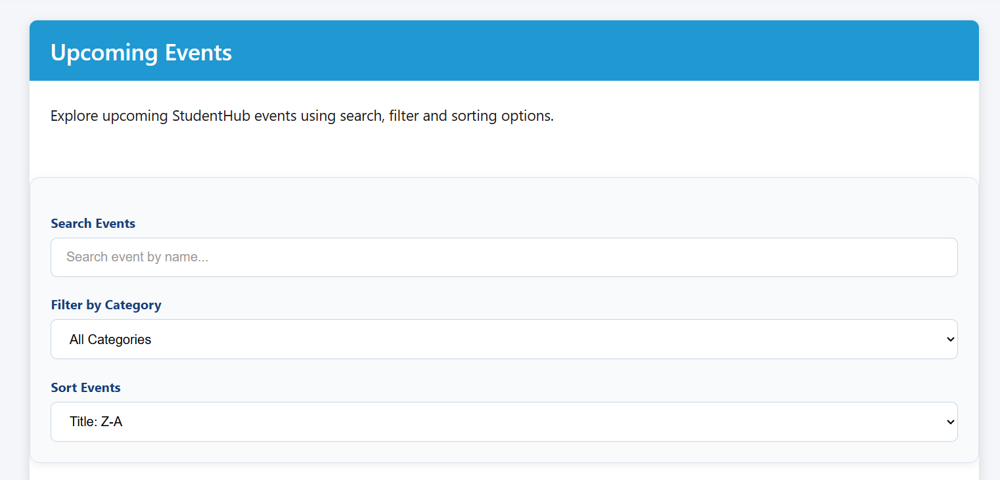 Upcoming Events
Explore upcoming StudentHub events using search, filter and sorting options.
Search Events
Search event by name...
Filter by Category
All Categories
Sort Events
Title: Z-A